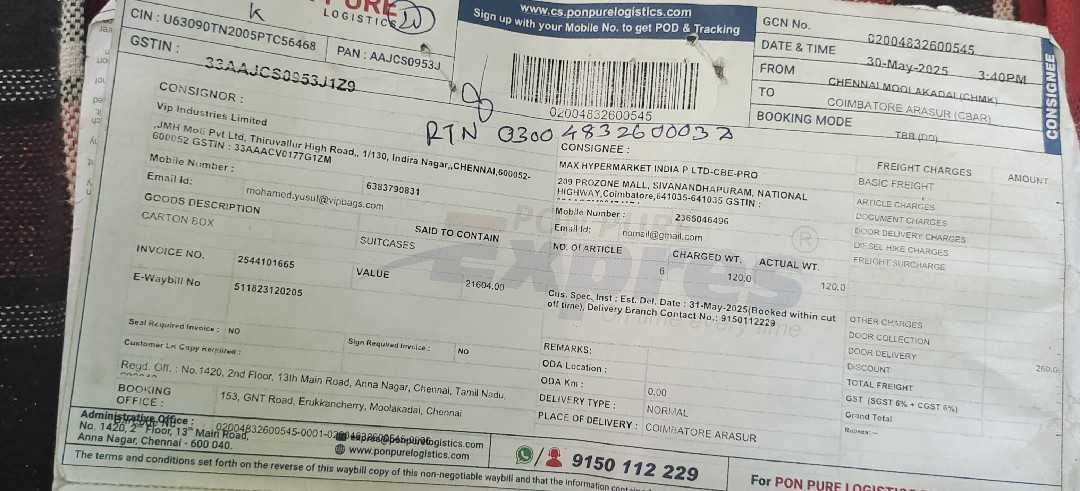 PON PURE
LOGISTICS
www.cs.ponpurelogistics.com
Sign up with your Mobile No. to get POD & Tracking
CIN : U63090TN2005PTC56468
PAN : AAJCS0953J
GSTIN :
33AAJCS0953J1Z9
02004832600545
GCN No.
02004832600545
DATE & TIME
30-May-2025 3:40PM
FROM
CHENNAI MOOLAKADAI (CHMK)
TO
COIMBATORE ARASUR (CBAR)
BOOKING MODE
CONSIGNEE
RTN 03004832600032
CONSIGNOR :
Vip Industries Limited
,JMH Moti Pvt Ltd, Thiruvallur High Road,, 1/130, Indira Nagar,,CHENNAI,600052-
600052 GSTIN : 33AAACV0177G1ZM
Mobile Number :
6383790831
Email Id:
mohamed.yusuf@vipbags.com
GOODS DESCRIPTION
SAID TO CONTAIN
CARTON BOX
SUITCASES
INVOICE NO.
2544101665
VALUE
21604.00
E-Waybill No
511823120205
Seal Required Invoice : NO
Sign Required Invoice : NO
Customer LR Copy Required :
Regd. Off. : No.1420, 2nd Floor, 13th Main Road, Anna Nagar, Chennai, Tamil Nadu.
BOOKING
OFFICE :
153, GNT Road, Erukkancherry, Moolakadai, Chennai
CONSIGNEE :
MAX HYPERMARKET INDIA P LTD-CBE-PRO
209 PROZONE MALL, SIVANANDHAPURAM, NATIONAL
HIGHWAY,Coimbatore,641035-641035 GSTIN :
Mobile Number :
2365046496
Email Id:
nomail@gmail.com
NO. Of ARTICLE
CHARGED WT.
ACTUAL WT.
6
120.0
120.0
PON PURE
Expres
On time every time
Cus. Spec. Inst : Est. Del. Date : 31-May-2025(Booked within cut
off time), Delivery Branch Contact No.: 9150112229
REMARKS:
ODA Location :
ODA Km :
0.00
DELIVERY TYPE :
NORMAL
PLACE OF DELIVERY :
COIMBATORE ARASUR
FREIGHT CHARGES
AMOUNT
BASIC FREIGHT
ARTICLE CHARGES
DOCUMENT CHARGES
DOOR DELIVERY CHARGES
DIESEL HIKE CHARGES
FREIGHT SURCHARGE
OTHER CHARGES
DOOR COLLECTION
DOOR DELIVERY
DISCOUNT
TOTAL FREIGHT
GST (SGST 6% + CGST 6%)
Grand Total
Administrative Office :
No. 1420, 2nd Floor, 13th Main Road,
Anna Nagar, Chennai - 600 040.
www.ponpurelogistics.com
9150 112 229
The terms and conditions set forth on the reverse of this waybill copy of this non-negotiable waybill and that the information
For PON PURE LOGISTICS